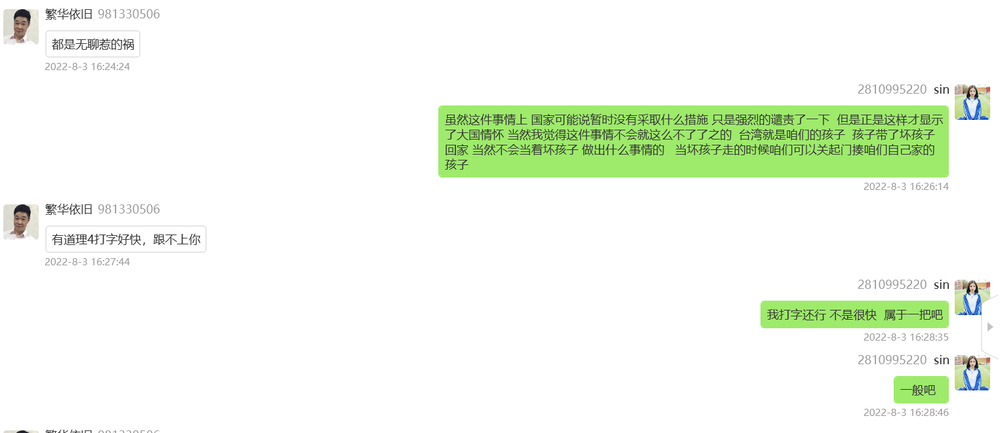 繁华依旧 981330506
都是无聊惹的祸
2022-8-3 16:24:24
2810995220 sin
虽然这件事情上 国家可能说暂时没有采取什么措施 只是强烈的谴责了一下 但是正是这样才显示
了大国情怀 当然我觉得这件事情不会就这么不了了之的 台湾就是咱们的孩子 孩子带了坏孩子
回家 当然不会当着坏孩子 做出什么事情的 当坏孩子走的时候咱们可以关起门揍咱们自己家的
孩子
2022-8-3 16:26:14
繁华依旧 981330506
有道理4打字好快，跟不上你
2022-8-3 16:27:44
2810995220 sin
我打字还行 不是很快 属于一把吧
2022-8-3 16:28:35
2810995220 sin
一般吧
2022-8-3 16:28:46
繁华依旧 981330506